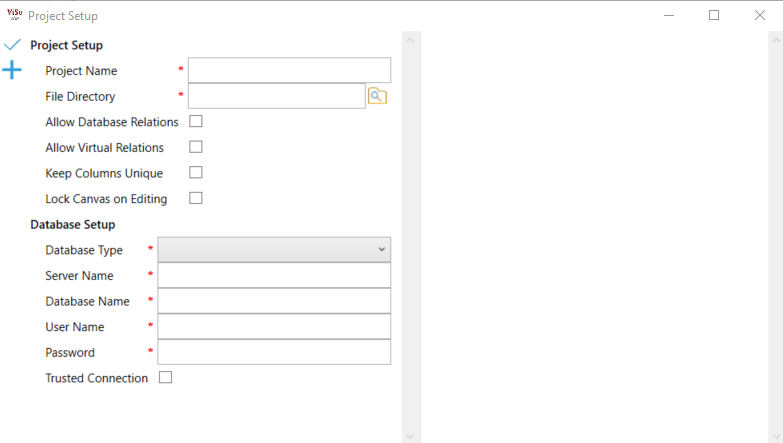 ViSu
Project Setup
Project Setup
Project Name *
File Directory *
Allow Database Relations
Allow Virtual Relations
Keep Columns Unique
Lock Canvas on Editing
Database Setup
Database Type *
Server Name *
Database Name *
User Name *
Password *
Trusted Connection